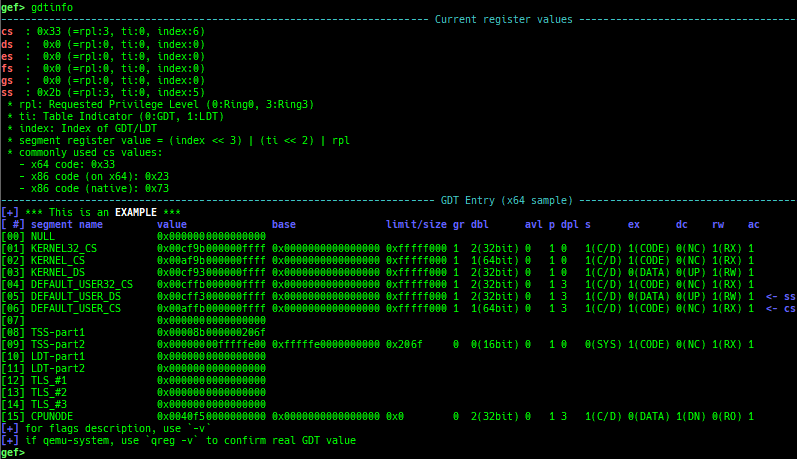 gef> gdtinfo
------------------------------------------------------------------------ Current register values ------------------------------------------------------------------------
cs  : 0x33 (=rpl:3, ti:0, index:6)
ds  :  0x0 (=rpl:0, ti:0, index:0)
es  :  0x0 (=rpl:0, ti:0, index:0)
fs  :  0x0 (=rpl:0, ti:0, index:0)
gs  :  0x0 (=rpl:0, ti:0, index:0)
ss  : 0x2b (=rpl:3, ti:0, index:5)
* rpl: Requested Privilege Level (0:Ring0, 3:Ring3)
* ti: Table Indicator (0:GDT, 1:LDT)
* index: Index of GDT/LDT
* segment register value = (index << 3) | (ti << 2) | rpl
* commonly used cs values:
- x64 code: 0x33
- x86 code (on x64): 0x23
- x86 code (native): 0x73
------------------------------------------------------------------------ GDT Entry (x64 sample) ------------------------------------------------------------------------
[+] *** This is an EXAMPLE ***
[ #] segment name         value              base               limit/size gr dbl      avl p dpl s      ex      dc    rw    ac
[00] NULL                 0x0000000000000000
[01] KERNEL32_CS          0x00cf9b000000ffff 0x0000000000000000 0xfffff000 1  2(32bit) 0   1 0   1(C/D) 1(CODE) 0(NC) 1(RX) 1
[02] KERNEL_CS            0x00af9b000000ffff 0x0000000000000000 0xfffff000 1  1(64bit) 0   1 0   1(C/D) 1(CODE) 0(NC) 1(RX) 1
[03] KERNEL_DS            0x00cf93000000ffff 0x0000000000000000 0xfffff000 1  2(32bit) 0   1 0   1(C/D) 0(DATA) 0(UP) 1(RW) 1
[04] DEFAULT_USER32_CS    0x00cffb000000ffff 0x0000000000000000 0xfffff000 1  2(32bit) 0   1 3   1(C/D) 1(CODE) 0(NC) 1(RX) 1
[05] DEFAULT_USER_DS      0x00cff3000000ffff 0x0000000000000000 0xfffff000 1  2(32bit) 0   1 3   1(C/D) 0(DATA) 0(UP) 1(RW) 1  <- ss
[06] DEFAULT_USER_CS      0x00affb000000ffff 0x0000000000000000 0xfffff000 1  1(64bit) 0   1 3   1(C/D) 1(CODE) 0(NC) 1(RX) 1  <- cs
[07]                      0x0000000000000000
[08] TSS-part1            0x00008b000000206f
[09] TSS-part2            0x00000000fffffe00 0xfffffe0000000000 0x206f     0  0(16bit) 0   1 0   0(SYS) 1(CODE) 0(NC) 1(RX) 1
[10] LDT-part1            0x0000000000000000
[11] LDT-part2            0x0000000000000000
[12] TLS_#1               0x0000000000000000
[13] TLS_#2               0x0000000000000000
[14] TLS_#3               0x0000000000000000
[15] CPUNODE              0x0040f50000000000 0x0000000000000000 0x0        0  2(32bit) 0   1 3   1(C/D) 0(DATA) 1(DN) 0(RO) 1
[+] for flags description, use `-v`
[+] if qemu-system, use `qreg -v` to confirm real GDT value
gef>